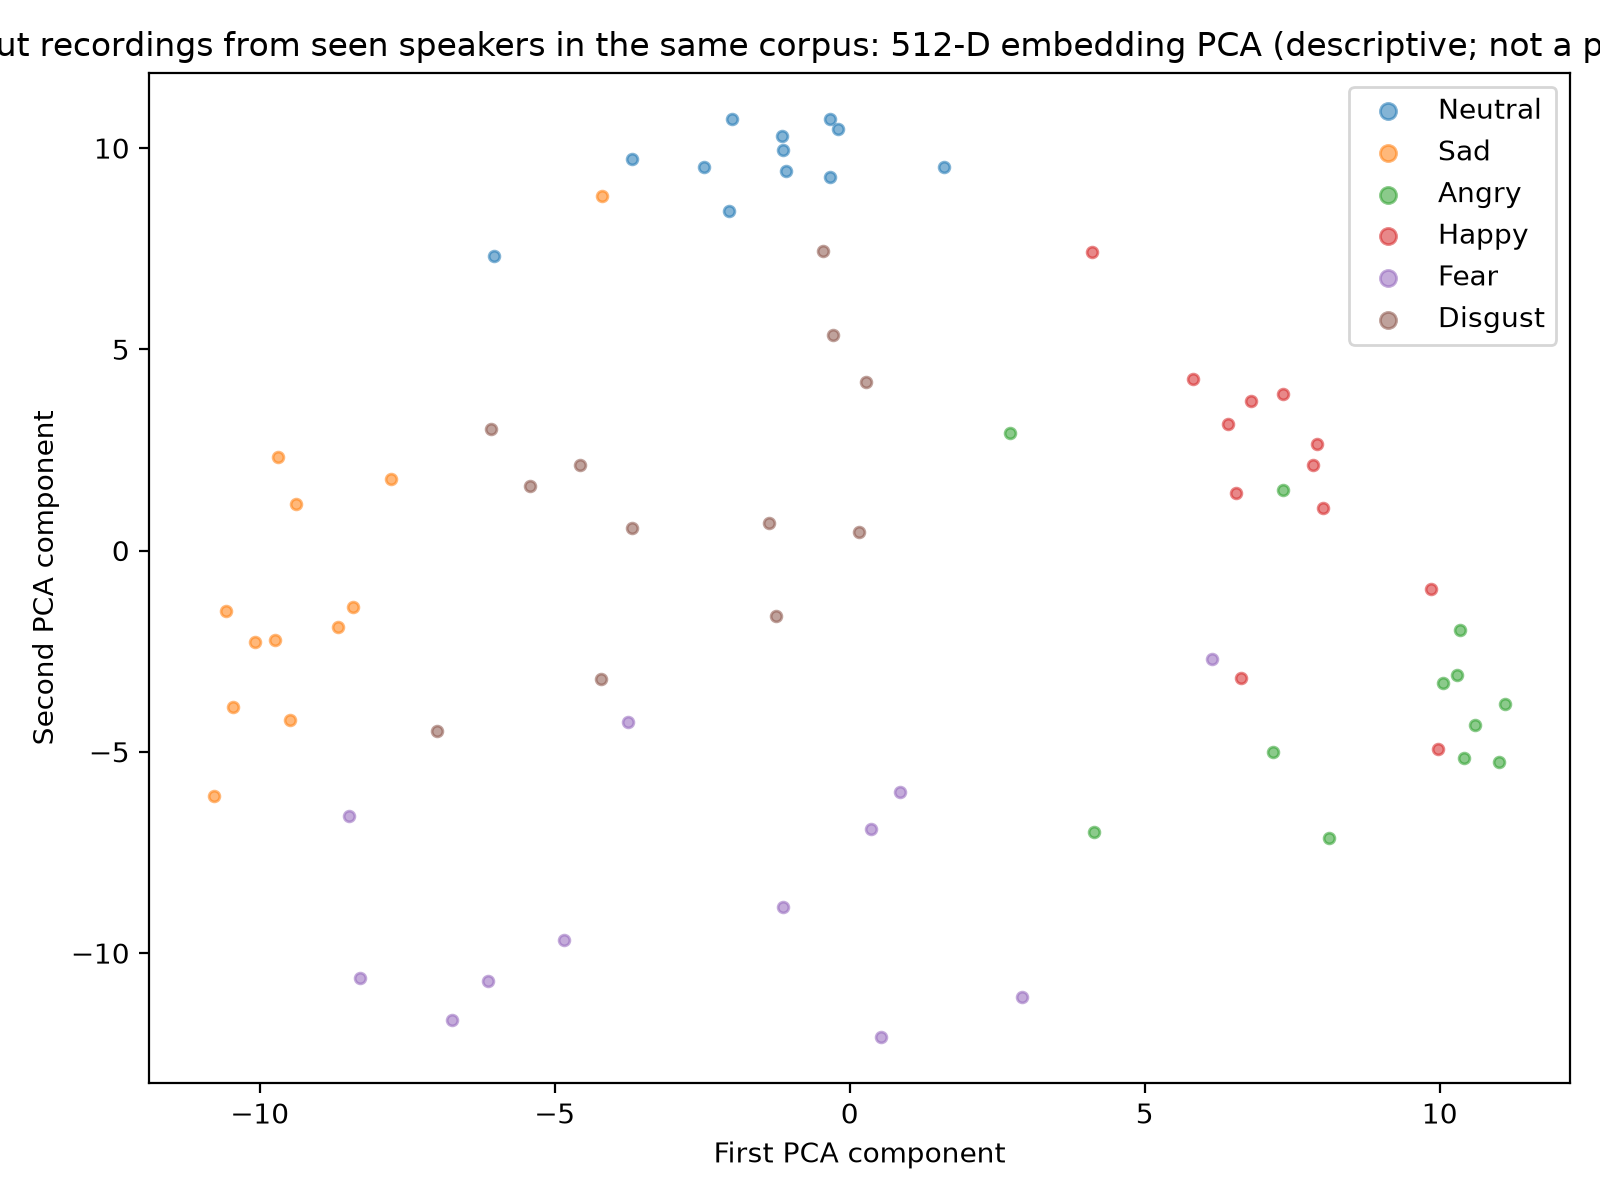 ut recordings from seen speakers in the same corpus: 512-D embedding PCA (descriptive; not a p
Neutral
Sad
Angry
Happy
Fear
Disgust
10
5
0
−5
−10
Second PCA component
−10
−5
0
5
10
First PCA component